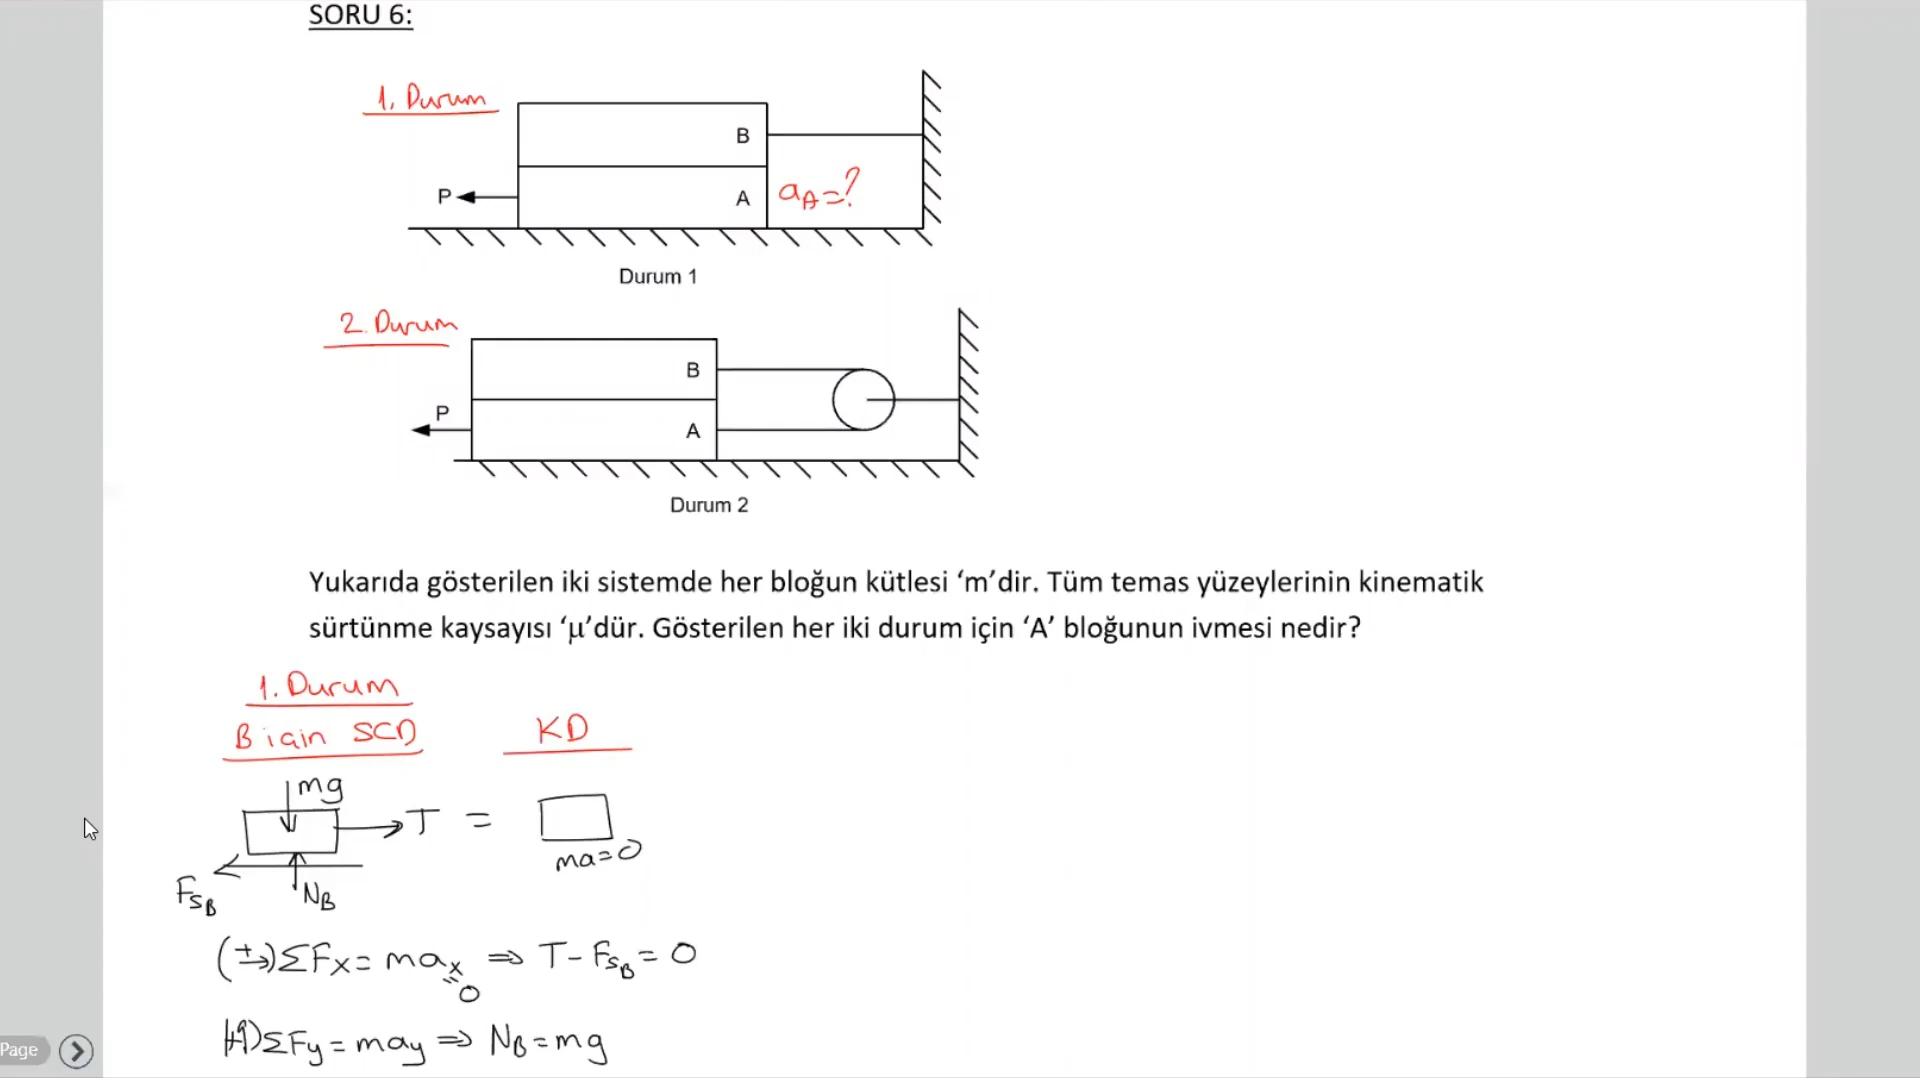 SORU 6:
1. Durum
B
P
A
aA=?
Durum 1
2. Durum
B
P
A
Durum 2
Yukarıda gösterilen iki sistemde her bloğun kütlesi ‘m’dir. Tüm temas yüzeylerinin kinematik
sürtünme kaysayısı ‘μ’dür. Gösterilen her iki durum için ‘A’ bloğunun ivmesi nedir?
1. Durum
B için SCD KD
mg
T =
ma=0
FsB
NB
(+→)ΣFx= max ⇒ T- FsB= 0
=0
(+↑)ΣFy = may ⇒ NB=mg
Page